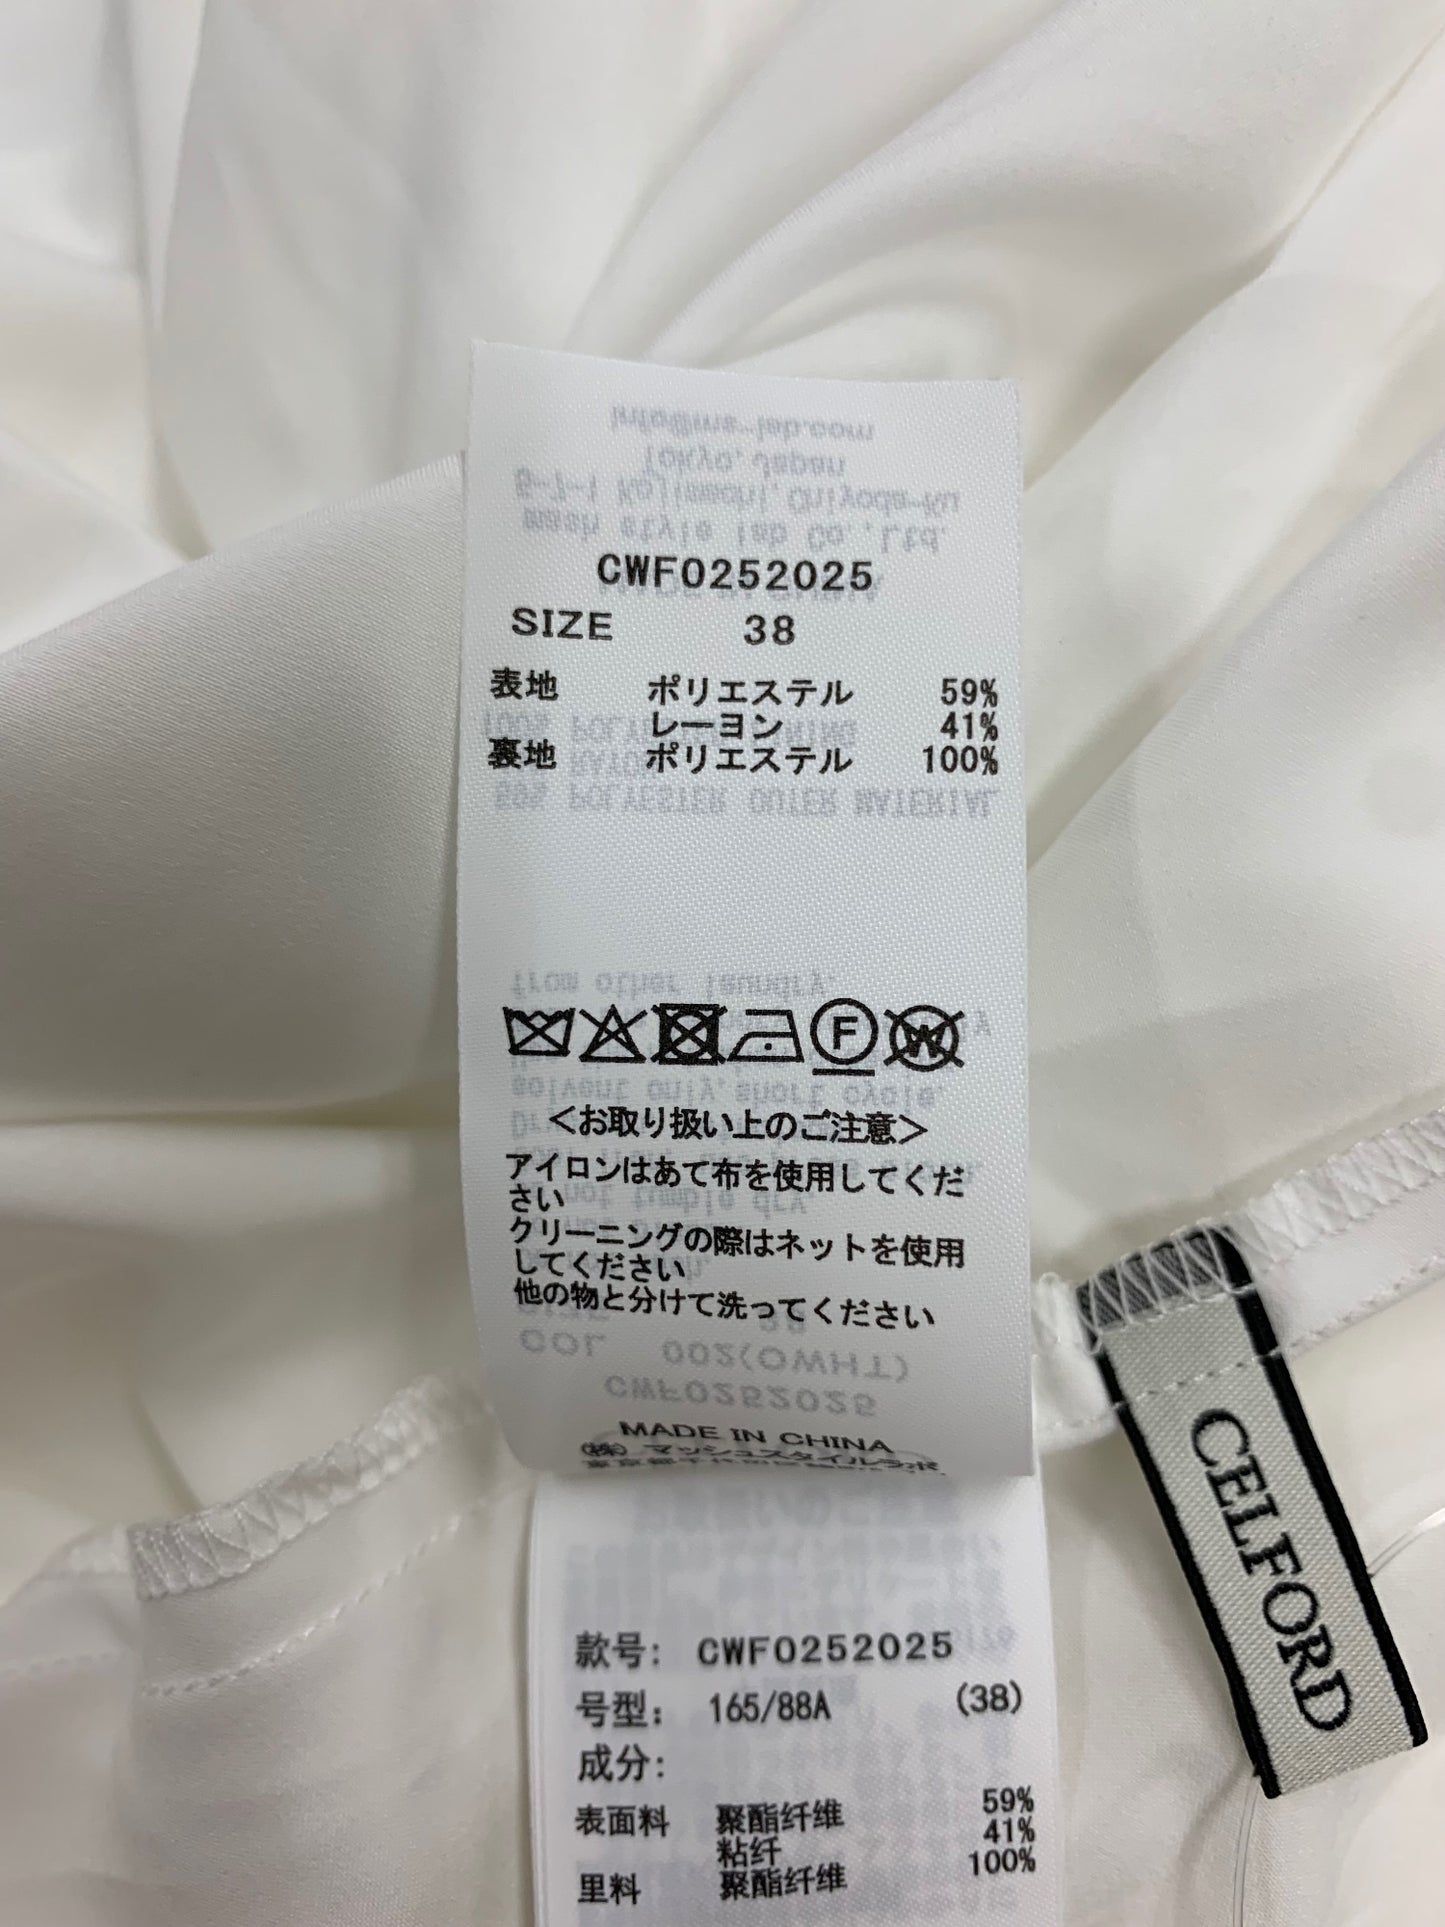 CWF0252025
SIZE 38
表地 ポリエステル 59%
レーヨン 41%
裏地 ポリエステル 100%
F
W
<お取り扱い上のご注意>
アイロンはあて布を使用してくだ
さい
クリーニングの際はネットを使用
してください
他の物と分けて洗ってください
MADE IN CHINA
(株) マッシュスタイルラボ
CELFORD
款号: CWF0252025
号型: 165/88A (38)
成分:
表面料 聚酯纤维 59%
粘纤 41%
里料 聚酯纤维 100%